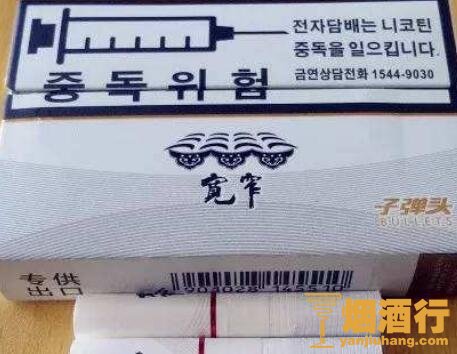 전자담배는 니코틴
중독을 일으킵니다.
중독위험
금연상담전화 1544-9030
宽窄
子弹头
BULLETS
专供
出口
烟酒行
yanjiuhang.com